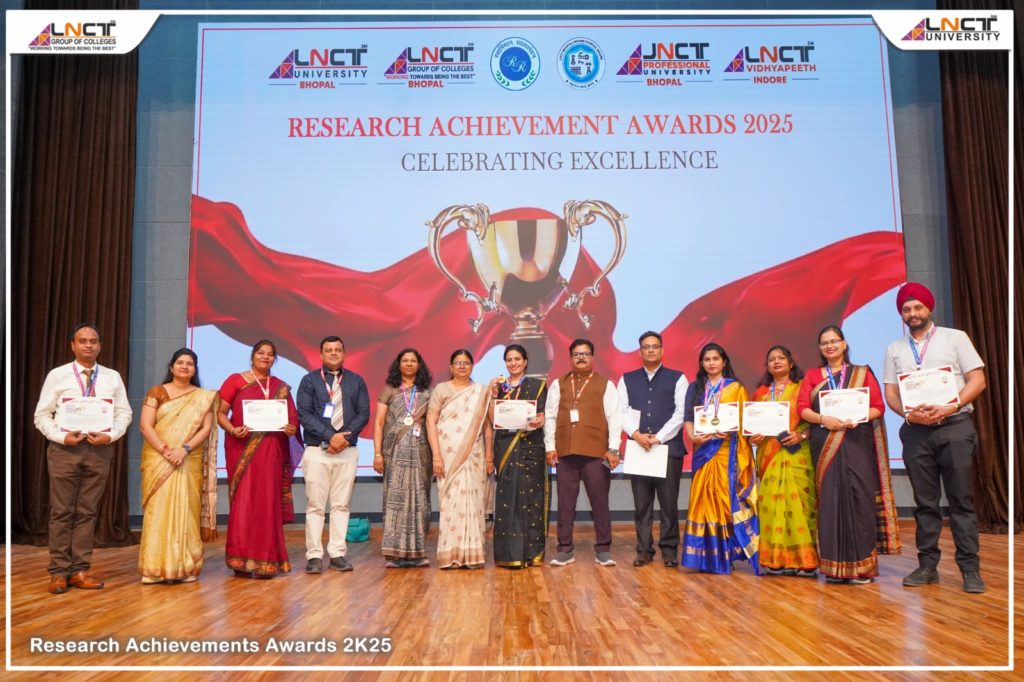 LNCT
GROUP OF COLLEGES
"WORKING TOWARDS BEING THE BEST"
LNCT
UNIVERSITY
LNCT
UNIVERSITY
BHOPAL
LNCT
GROUP OF COLLEGES
"WORKING TOWARDS BEING THE BEST"
BHOPAL
RR
JNCT
PROFESSIONAL
UNIVERSITY
BHOPAL
LNCT
VIDHYAPEETH
INDORE
RESEARCH ACHIEVEMENT AWARDS 2025
CELEBRATING EXCELLENCE
Research Achievements Awards 2K25